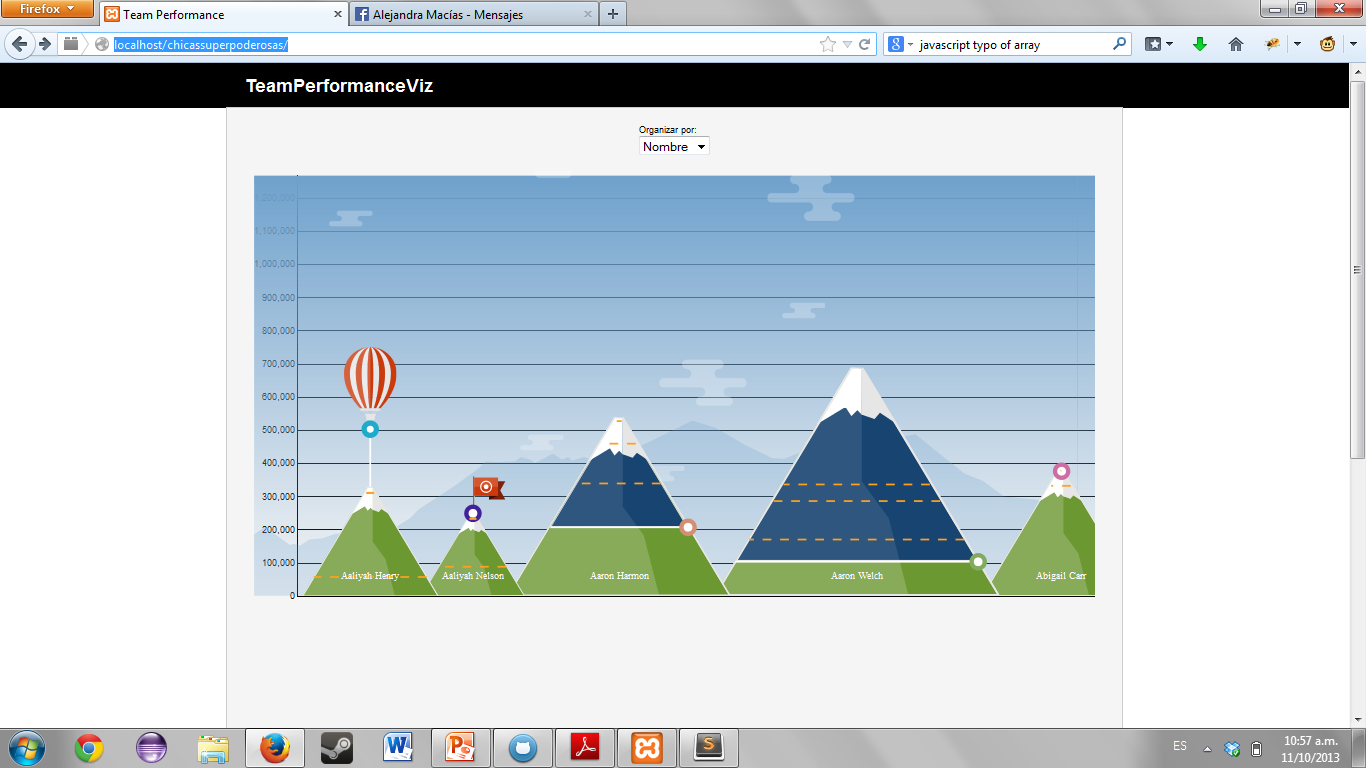 Firefox
Team Performance
Alejandra Macías - Mensajes
localhost/chicassuperpoderosas/
javascript typo of array
TeamPerformanceViz
Organizar por:
Nombre
1,200,000
1,100,000
1,000,000
900,000
800,000
700,000
600,000
500,000
400,000
300,000
200,000
100,000
0
Aaliyah Henry
Aaliyah Nelson
Aaron Harmon
Aaron Welch
Abigail Carr
ES
10:57 a.m.
11/10/2013